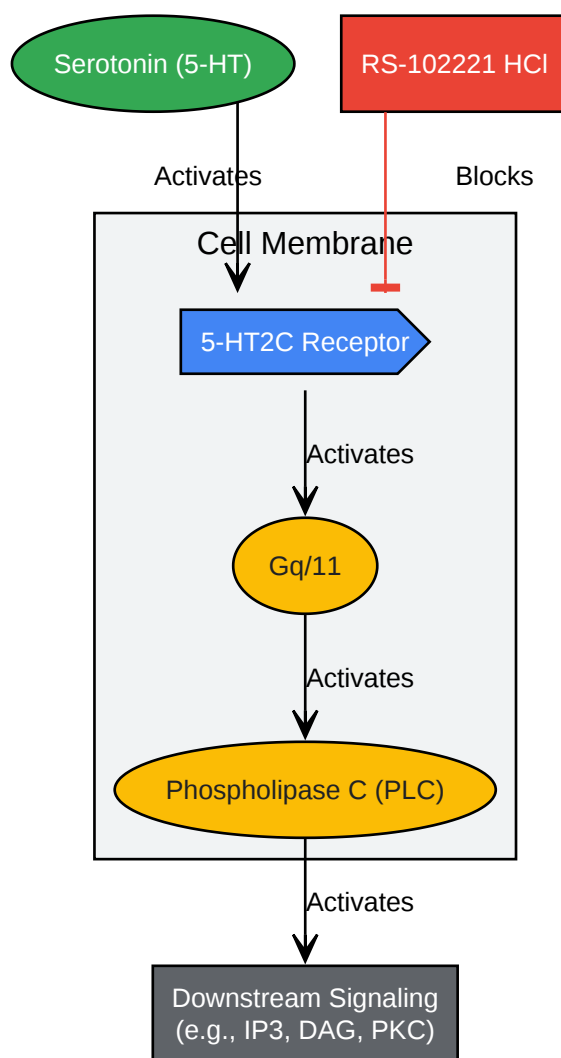 Serotonin (5-HT)
RS-102221 HCl
Activates
Blocks
Cell Membrane
5-HT2C Receptor
Activates
Gq/11
Activates
Phospholipase C (PLC)
Activates
Downstream Signaling
(e.g., IP3, DAG, PKC)